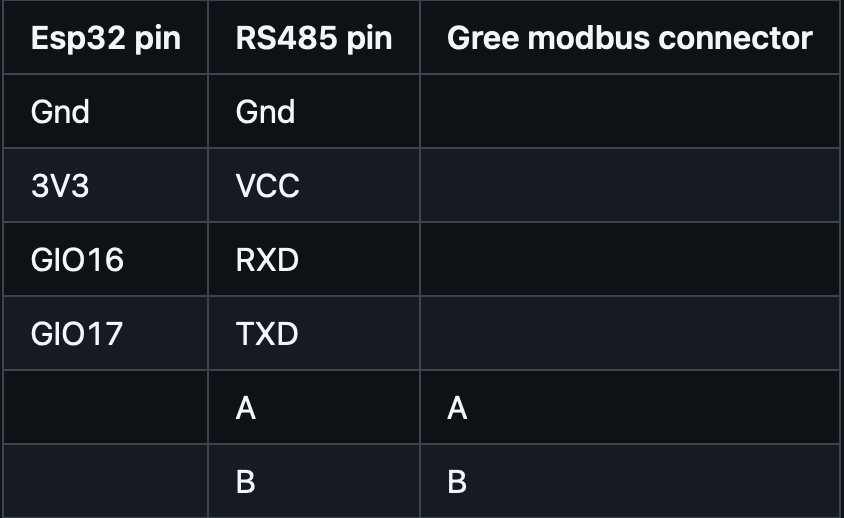 Esp32 pin RS485 pin Gree modbus connector
Gnd Gnd
3V3 VCC
GIO16 RXD
GIO17 TXD
A A
B B